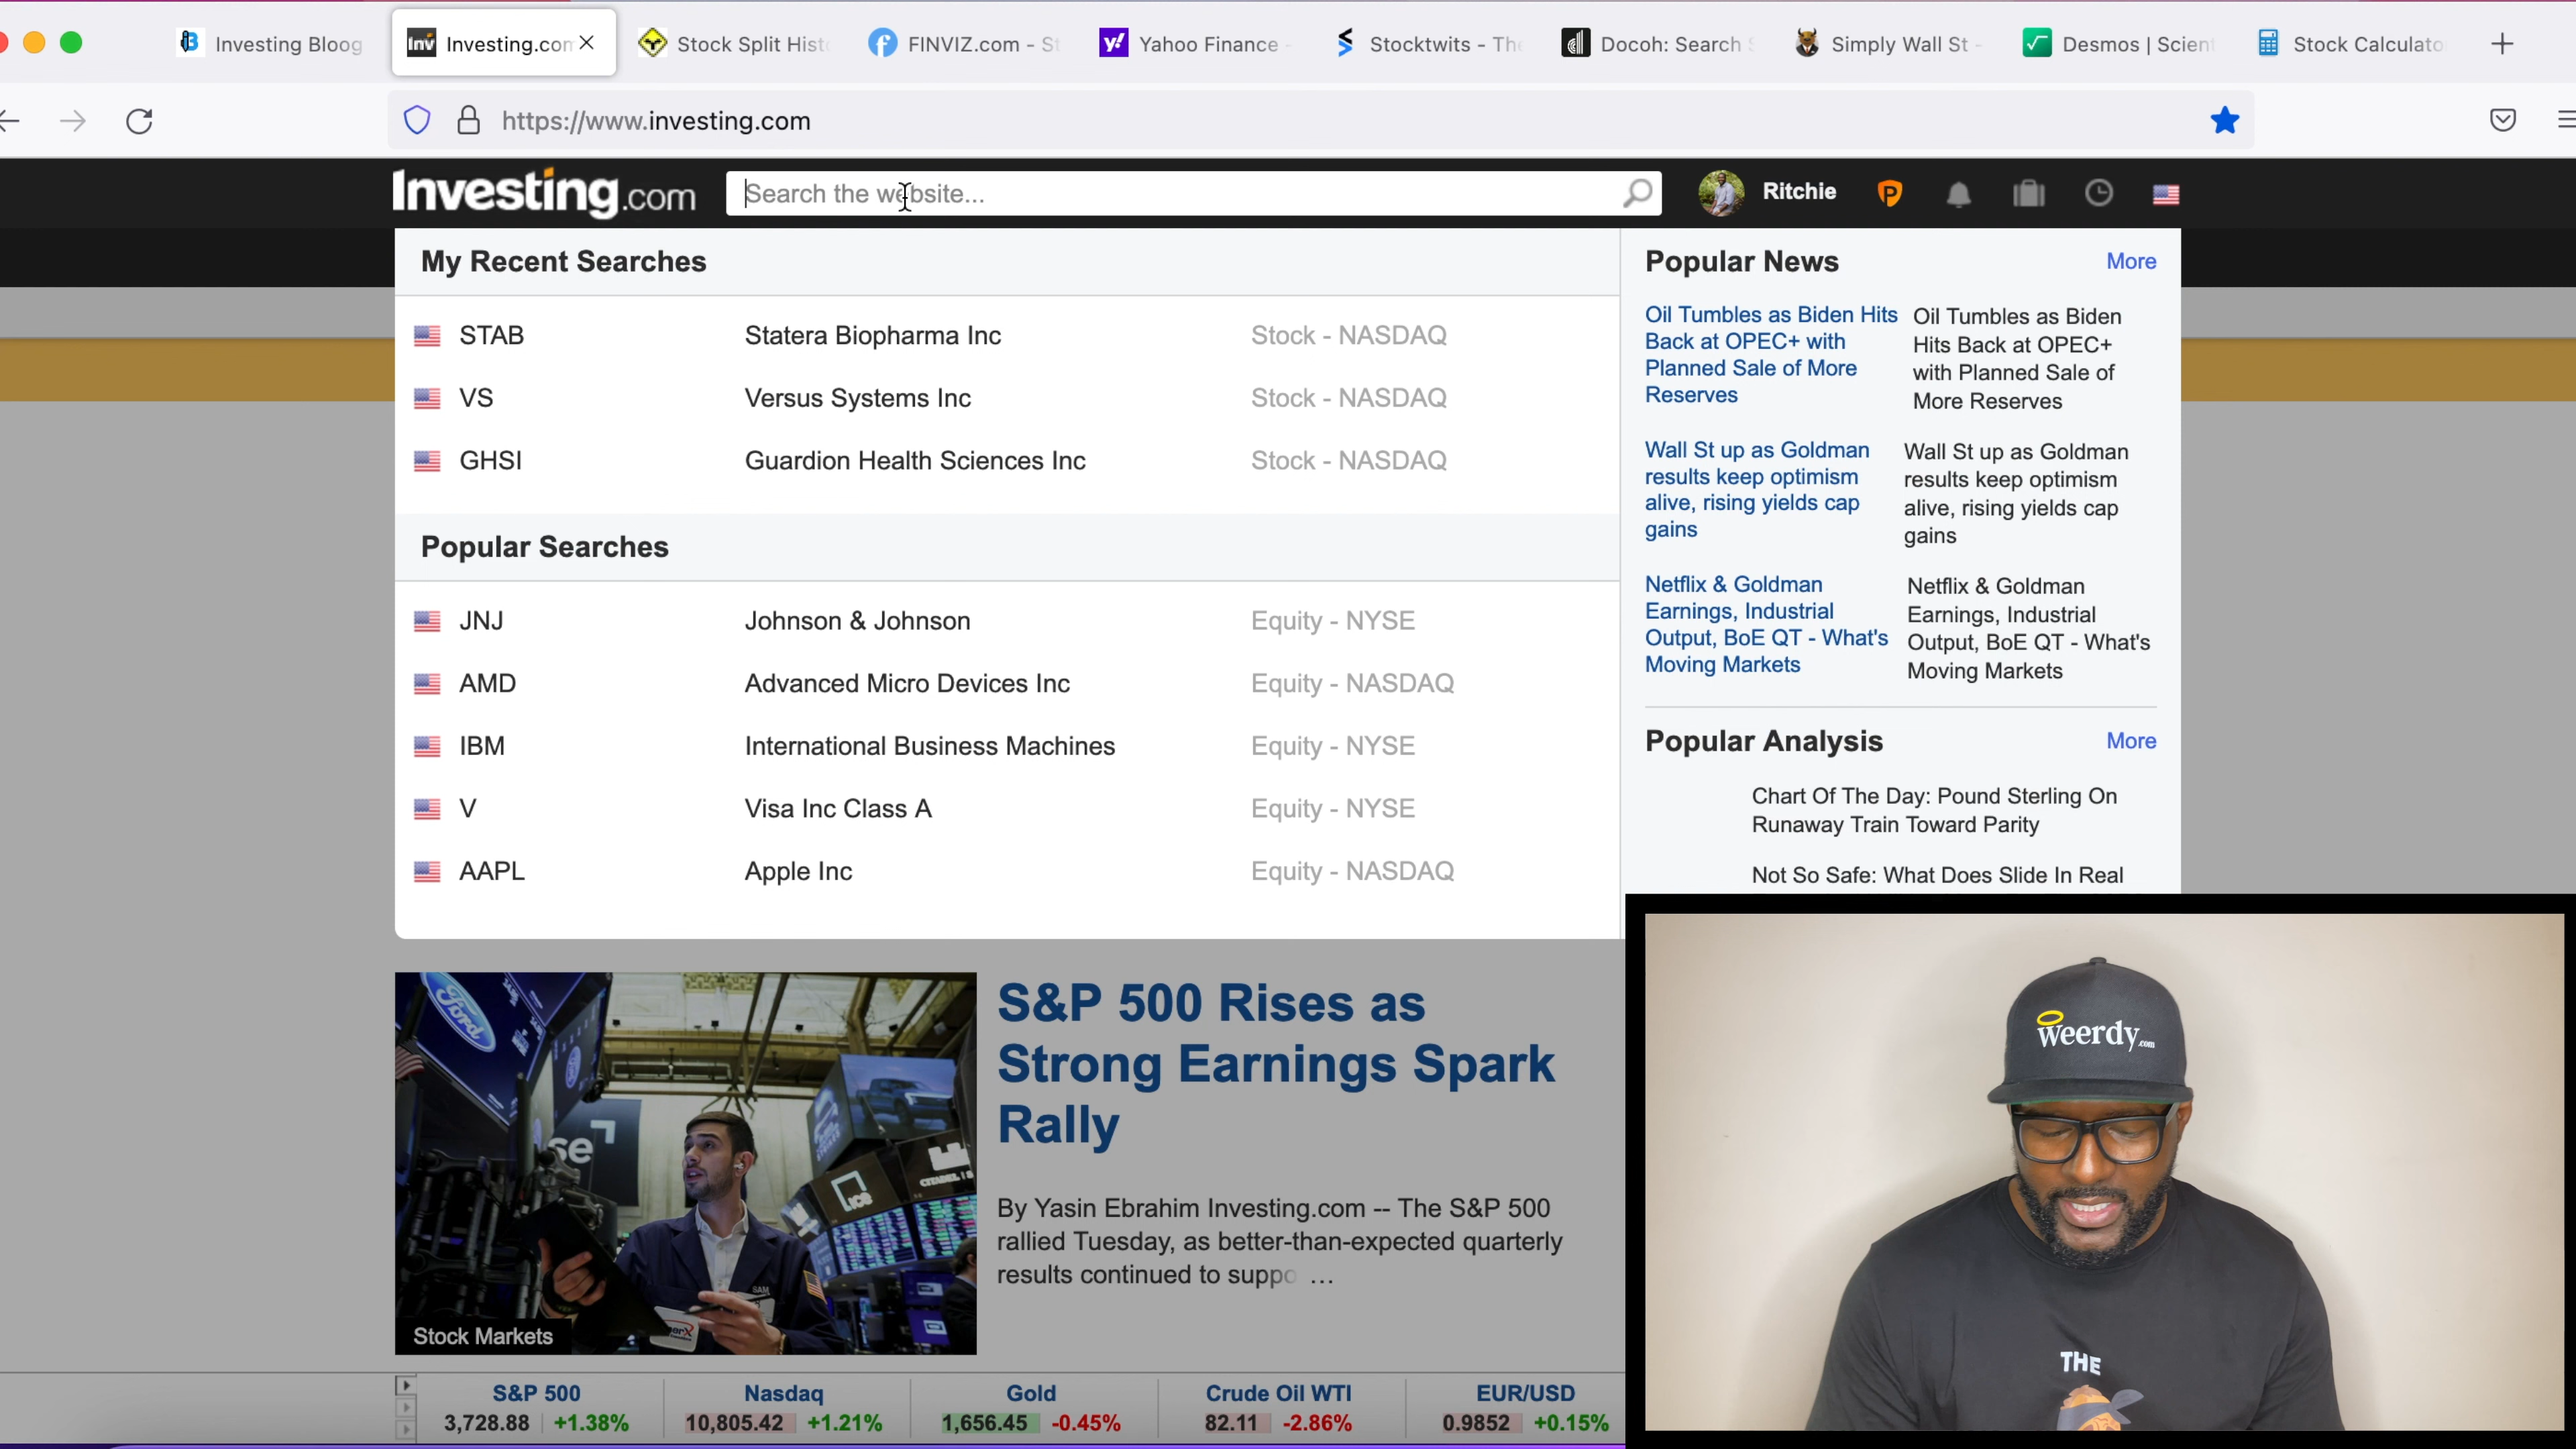 Investing Bloog
Investing.com
Stock Split Hist
FINVIZ.com - St
Yahoo Finance -
Stocktwits - The
Docoh: Search S
Simply Wall St -
Desmos | Scient
Stock Calculato
https://www.investing.com
Investing.com
Search the website...
Ritchie
My Recent Searches
STAB Statera Biopharma Inc Stock - NASDAQ
VS Versus Systems Inc Stock - NASDAQ
GHSI Guardion Health Sciences Inc Stock - NASDAQ
Popular Searches
JNJ Johnson & Johnson Equity - NYSE
AMD Advanced Micro Devices Inc Equity - NASDAQ
IBM International Business Machines Equity - NYSE
V Visa Inc Class A Equity - NYSE
AAPL Apple Inc Equity - NASDAQ
Popular News More
Oil Tumbles as Biden Hits
Back at OPEC+ with
Planned Sale of More
Reserves
Oil Tumbles as Biden
Hits Back at OPEC+
with Planned Sale of
More Reserves
Wall St up as Goldman
results keep optimism
alive, rising yields cap
gains
Wall St up as Goldman
results keep optimism
alive, rising yields cap
gains
Netflix & Goldman
Earnings, Industrial
Output, BoE QT - What's
Moving Markets
Netflix & Goldman
Earnings, Industrial
Output, BoE QT - What's
Moving Markets
Popular Analysis More
Chart Of The Day: Pound Sterling On
Runaway Train Toward Parity
Not So Safe: What Does Slide In Real
Ford
se
ice
CITADEL
SAM
Stock Markets
S&P 500 Rises as
Strong Earnings Spark
Rally
By Yasin Ebrahim Investing.com -- The S&P 500
rallied Tuesday, as better-than-expected quarterly
results continued to suppo ...
S&P 500
3,728.88 +1.38%
Nasdaq
10,805.42 +1.21%
Gold
1,656.45 -0.45%
Crude Oil WTI
82.11 -2.86%
EUR/USD
0.9852 +0.15%
weerdy.com
THE